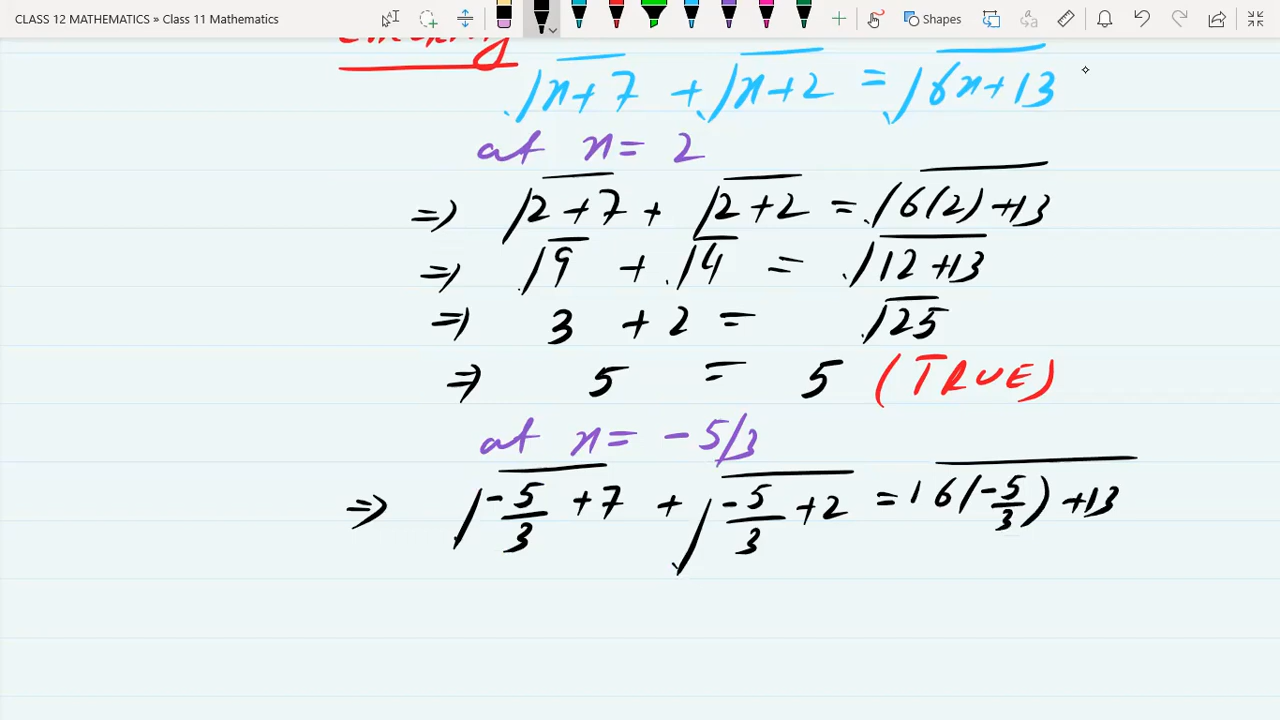 CLASS 12 MATHEMATICS » Class 11 Mathematics
Shapes
√x+7 + √x+2 = √6x+13
at x = 2
=> √2+7 + √2+2 = √6(2)+13
=> √9 + √4 = √12+13
=> 3 + 2 = √25
=> 5 = 5 (TRUE)
at x = -5/3
=> √-5/3 +7 + √-5/3 +2 = √6(-5/3) +13